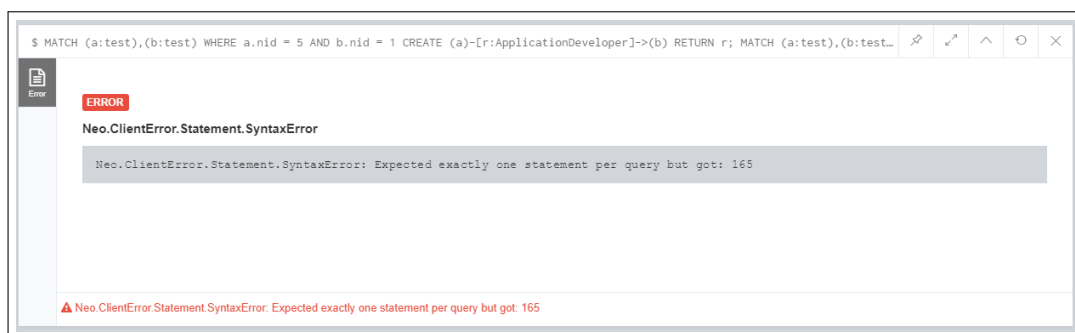 $ MATCH (a:test),(b:test) WHERE a.nid = 5 AND b.nid = 1 CREATE (a)-[r:ApplicationDeveloper]->(b) RETURN r; MATCH (a:test),(b:test…
Error
ERROR
Neo.ClientError.Statement.SyntaxError
Neo.ClientError.Statement.SyntaxError: Expected exactly one statement per query but got: 165
Neo.ClientError.Statement.SyntaxError: Expected exactly one statement per query but got: 165